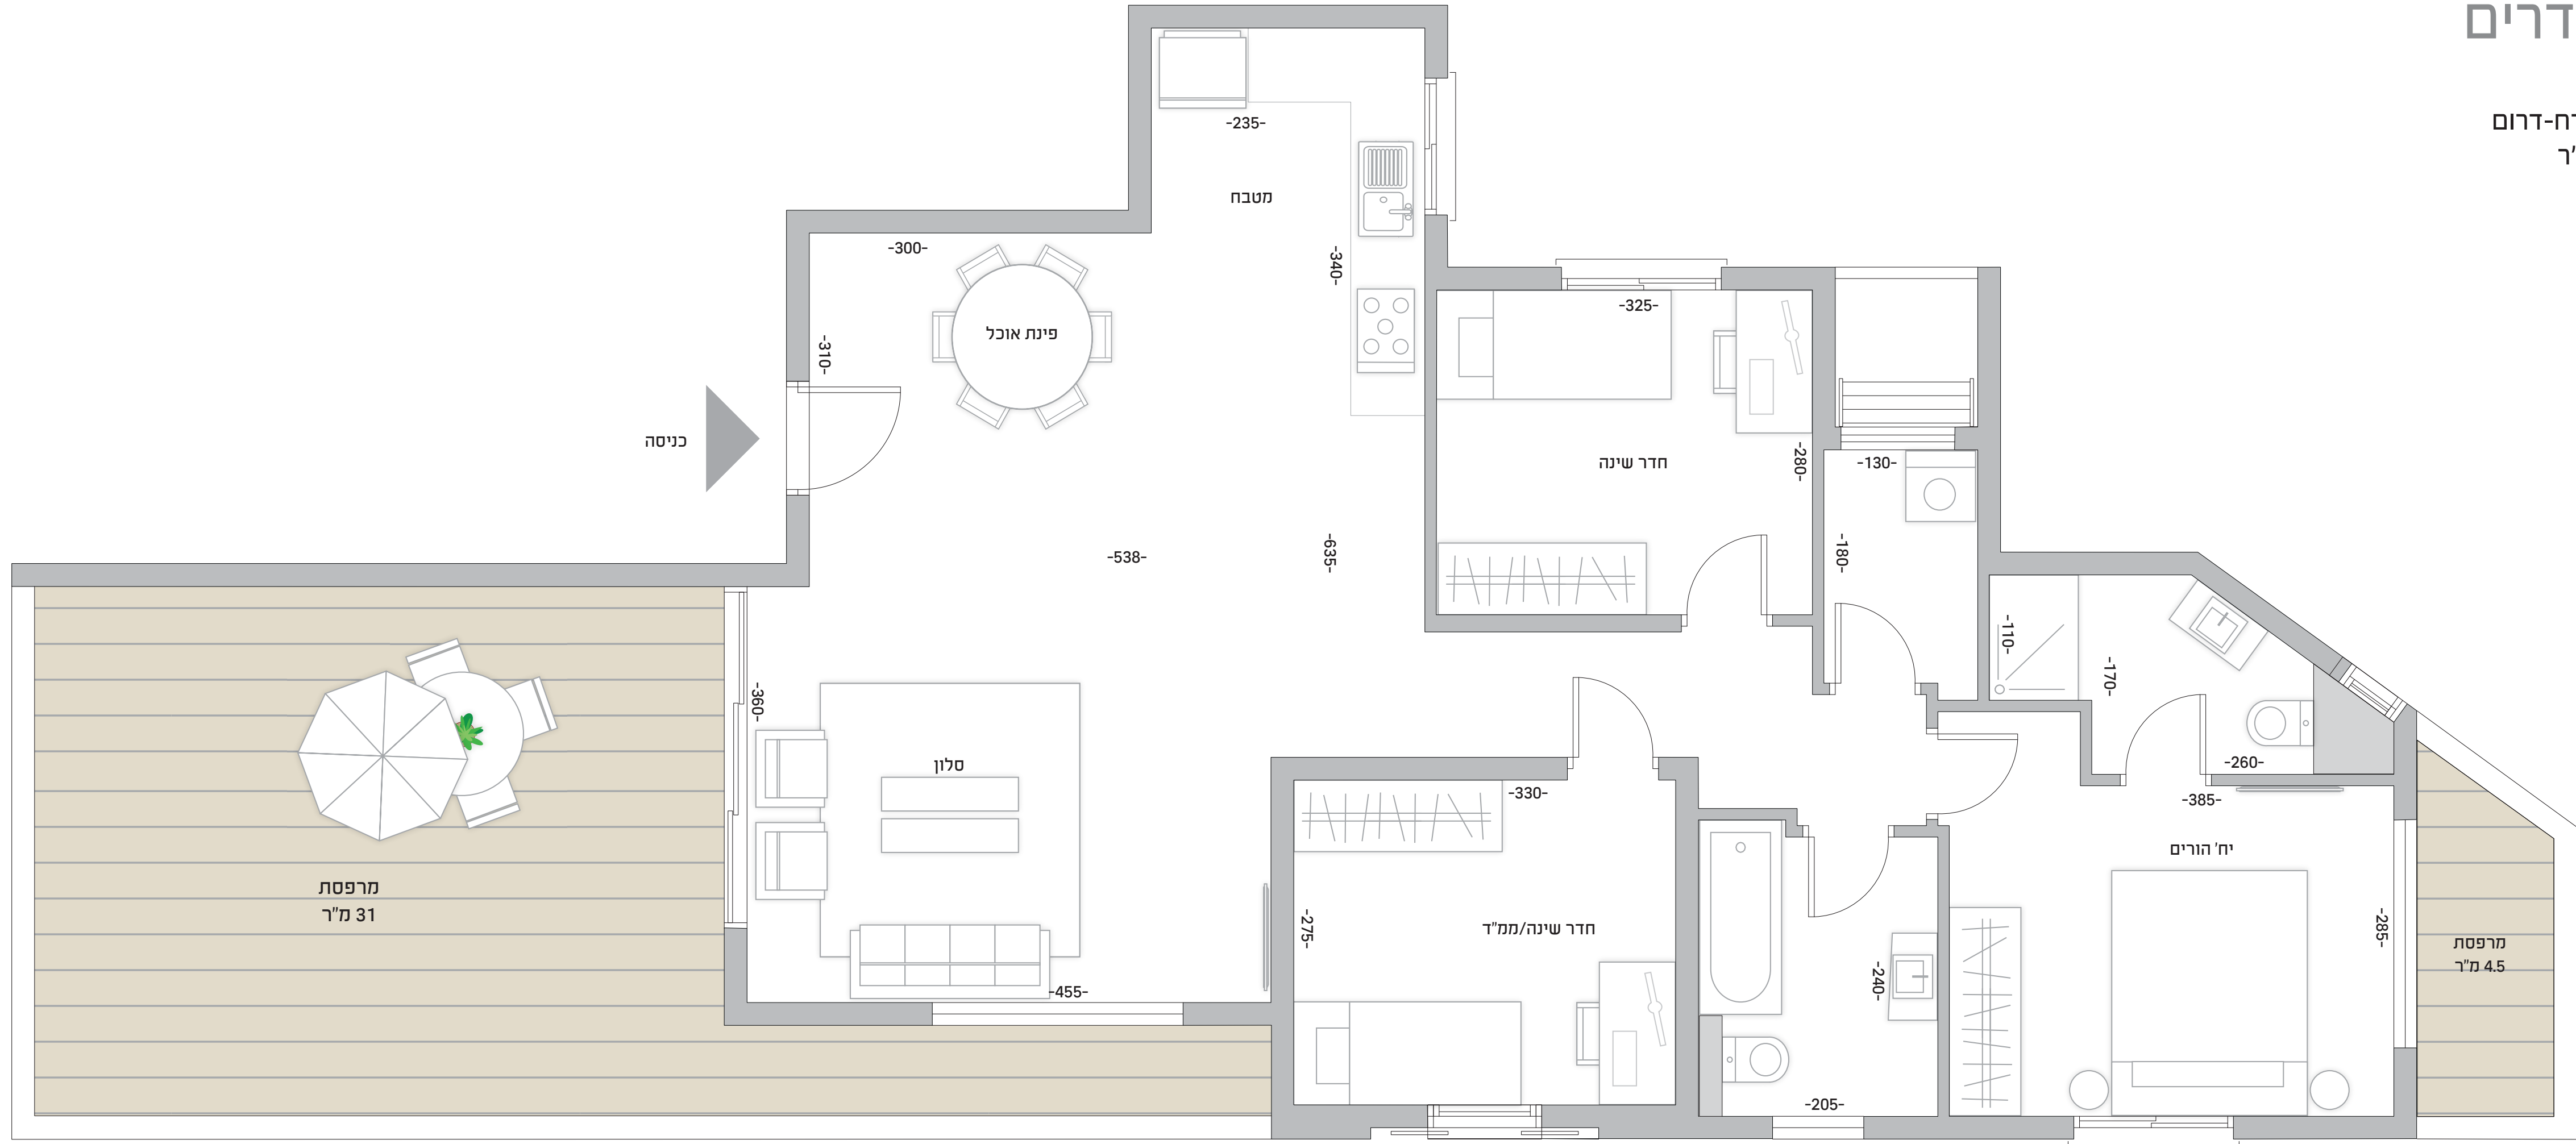 דרים
רח-דרום
"ר
-235-
מטבח
-300-
-340-
-325-
-310-
פינת אוכל
כניסה
חדר שינה
-280-
-130-
-538-
-635-
-180-
-110-
-170-
-360-
סלון
-260-
-330-
-385-
יח' הורים
מרפסת
31 מ"ר
-275-
חדר שינה/ממ"ד
-285-
-240-
מרפסת
4.5 מ"ר
-455-
-205-